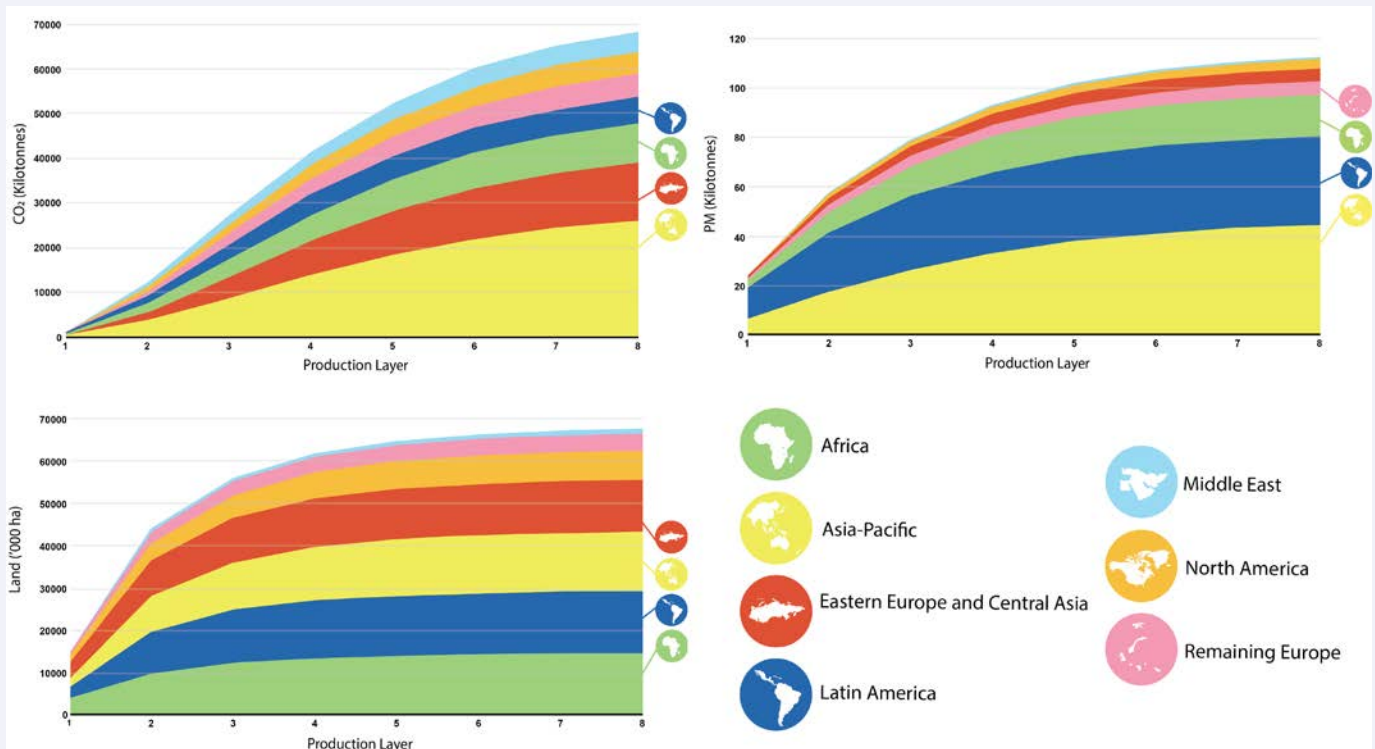 70000
60000
50000
40000
30000
20000
10000
0
CO₂ (Kilotonnes)
1 2 3 4 5 6 7 8
Production Layer
120
100
80
60
40
20
0
PM (Kilotonnes)
1 2 3 4 5 6 7 8
Production Layer
70000
60000
50000
40000
30000
20000
10000
0
Land ('000 ha)
1 2 3 4 5 6 7 8
Production Layer
Africa
Asia-Pacific
Eastern Europe and Central Asia
Latin America
Middle East
North America
Remaining Europe